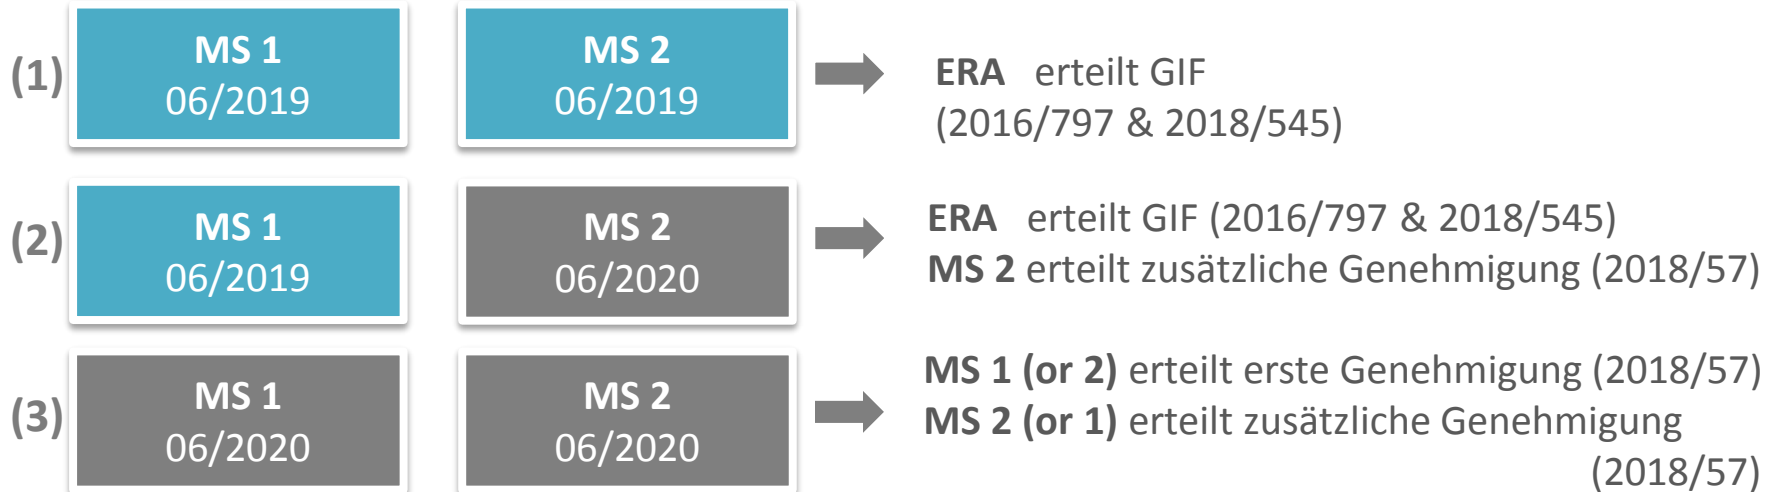 (1)
MS 1
06/2019
MS 2
06/2019
ERA erteilt GIF
(2016/797 & 2018/545)
(2)
MS 1
06/2019
MS 2
06/2020
ERA erteilt GIF (2016/797 & 2018/545)
MS 2 erteilt zusätzliche Genehmigung (2018/57)
(3)
MS 1
06/2020
MS 2
06/2020
MS 1 (or 2) erteilt erste Genehmigung (2018/57)
MS 2 (or 1) erteilt zusätzliche Genehmigung
(2018/57)